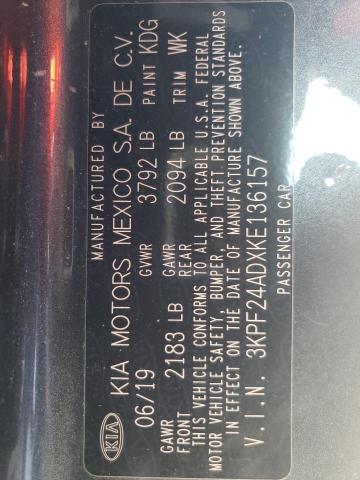 MANUFACTURED BY
KIA KIA MOTORS MEXICO S.A. DE C.V.
06/19 GVWR 3792 LB PAINT KDG
GAWR FRONT 2183 LB GAWR REAR 2094 LB TRIM WK
THIS VEHICLE CONFORMS TO ALL APPLICABLE U.S.A. FEDERAL
MOTOR VEHICLE SAFETY, BUMPER, AND THEFT PREVENTION STANDARDS
IN EFFECT ON THE DATE OF MANUFACTURE SHOWN ABOVE.
V.I.N. 3KPF24ADXKE136157
PASSENGER CAR